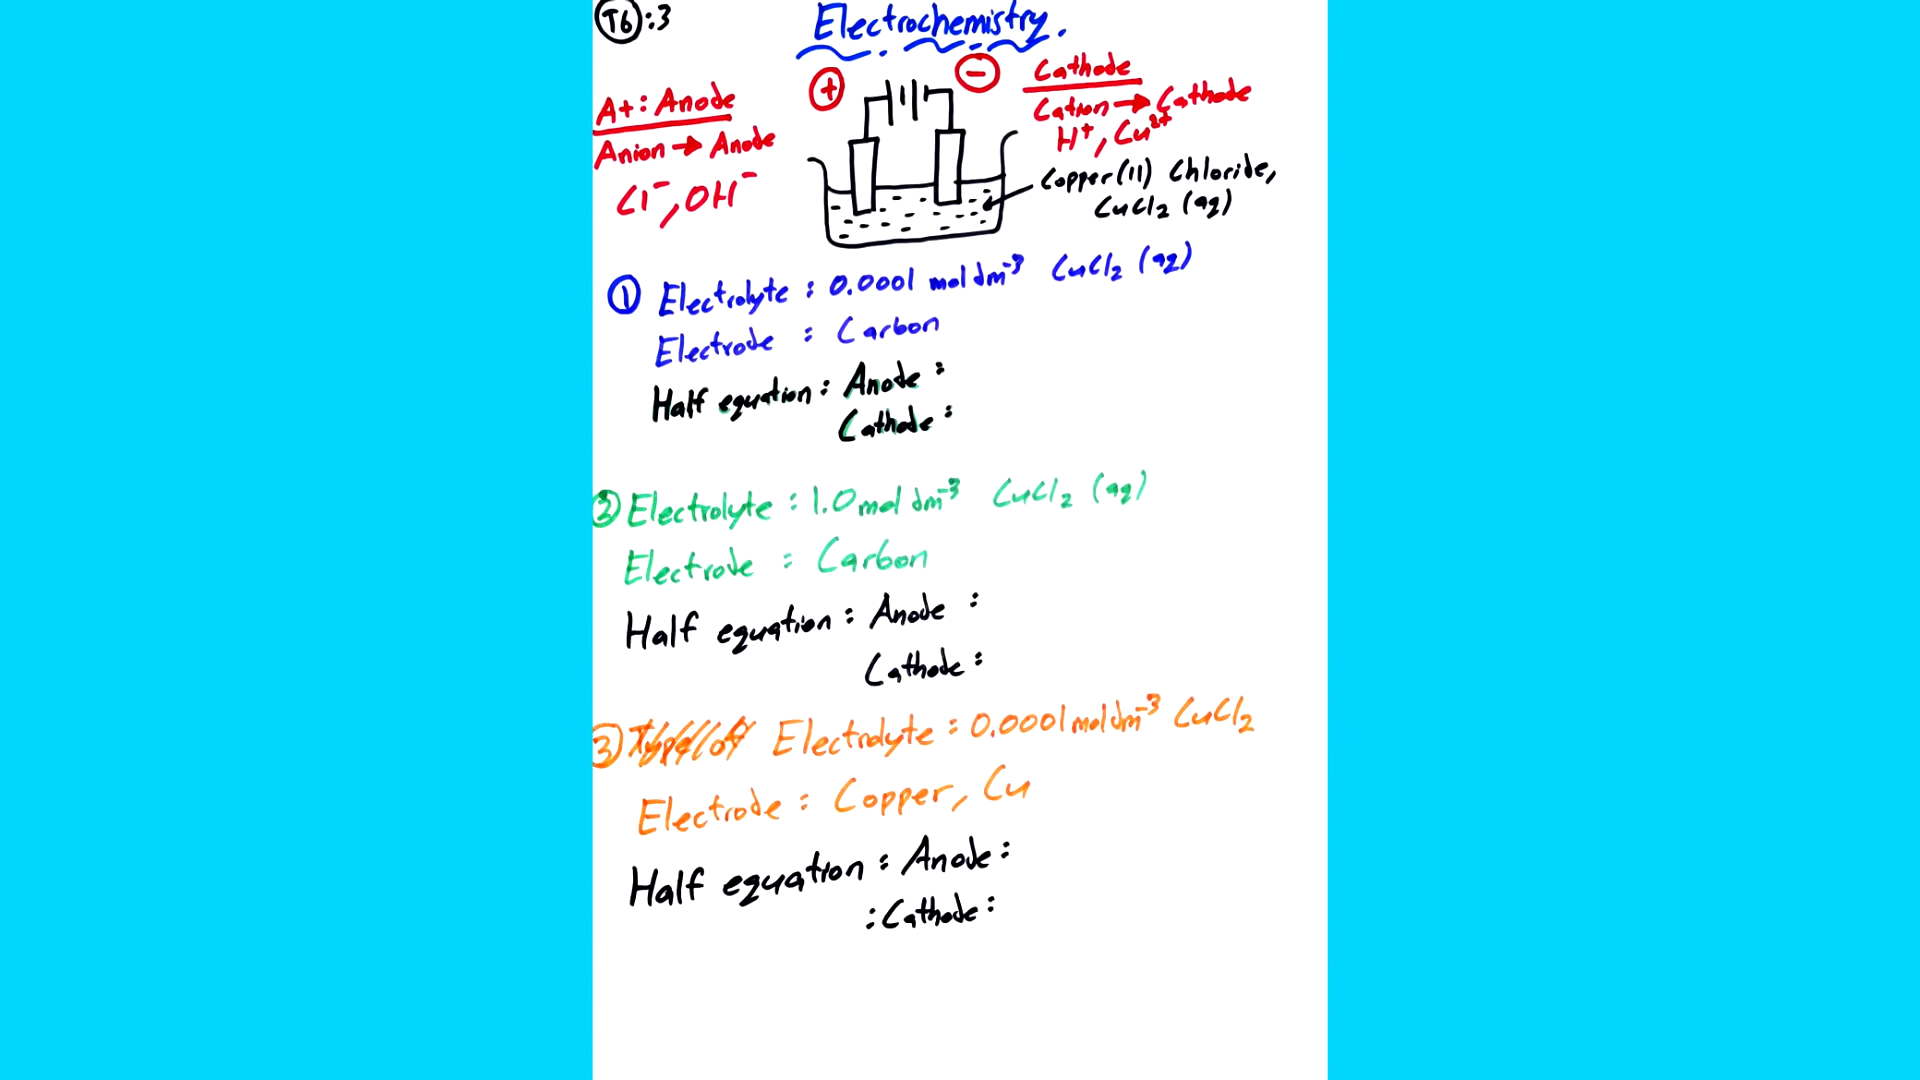 T6:3
Electrochemistry.
+
−
A+: Anode
Anion → Anode
Cl⁻, OH⁻
Cathode
Cation → Cathode
H⁺, Cu²⁺
Copper(II) Chloride,
CuCl₂ (aq)
① Electrolyte : 0.0001 mol dm⁻³ CuCl₂ (aq)
Electrode : Carbon
Half equation : Anode :
Cathode :
② Electrolyte : 1.0 mol dm⁻³ CuCl₂ (aq)
Electrode : Carbon
Half equation : Anode :
Cathode :
③ Electrolyte : 0.0001 mol dm⁻³ CuCl₂
Electrode : Copper, Cu
Half equation : Anode :
: Cathode :